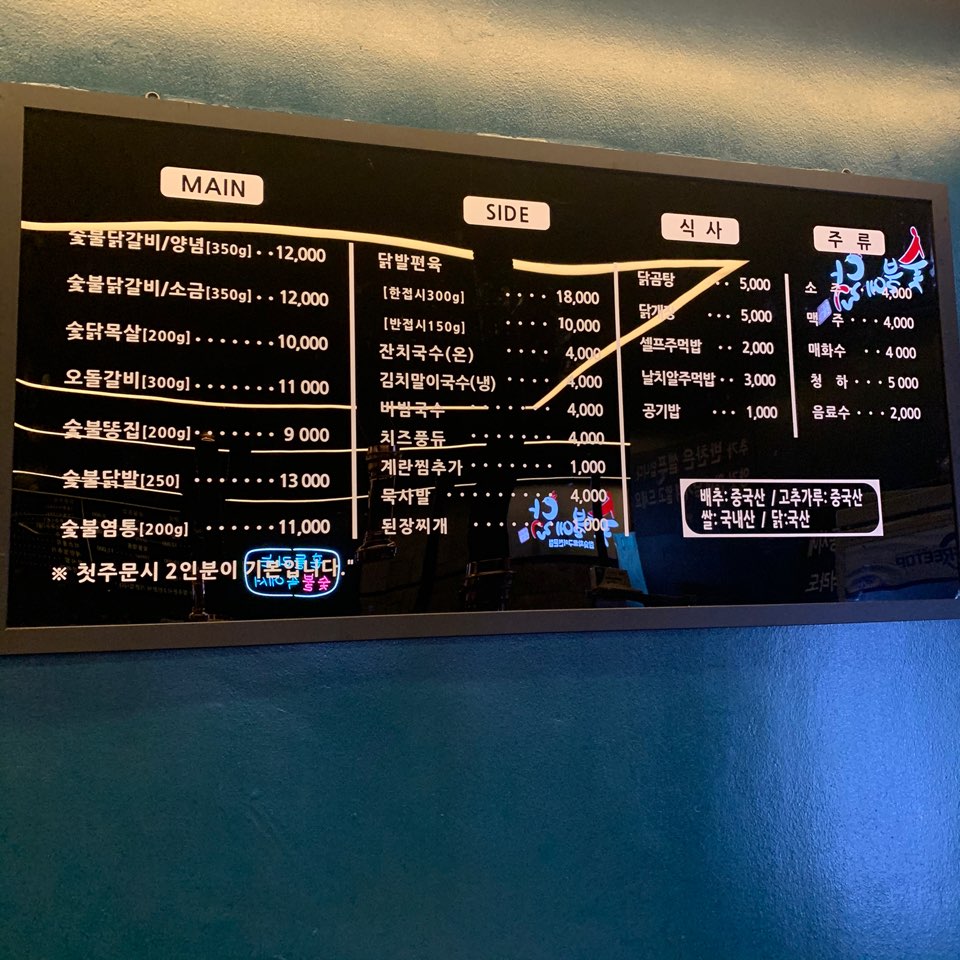 MAIN
숯불닭갈비/양념[350g] ·· 12,000
숯불닭갈비/소금[350g] ·· 12,000
숯닭목살[200g] ······· 10,000
오돌갈비[300g] ······· 11 000
숯불똥집[200g] ······· 9 000
숯불닭발[250] ······· 13 000
숯불염통[200g] ······· 11,000
※ 첫주문시 2인분이 기본입니다."
SIDE
닭발편육
[한접시300g] ···· 18,000
[반접시150g] ···· 10,000
잔치국수(온) ···· 4,000
김치말이국수(냉) ···· 4,000
비빔국수 ······ 4,000
치즈퐁듀 ······ 4,000
계란찜추가 ······· 1,000
묵사발 ········· 4,000
된장찌개
식 사
닭곰탕 ···· 5,000
닭개장 ···· 5,000
셀프주먹밥 ·· 2,000
날치알주먹밥 ·· 3,000
공기밥 ··· 1,000
주 류
소 주 4,000
맥 주 ··· 4,000
매화수 ·· 4 000
청 하 ··· 5 000
음료수 ··· 2,000
배추: 중국산 / 고추가루: 중국산
쌀: 국내산 / 닭:국산